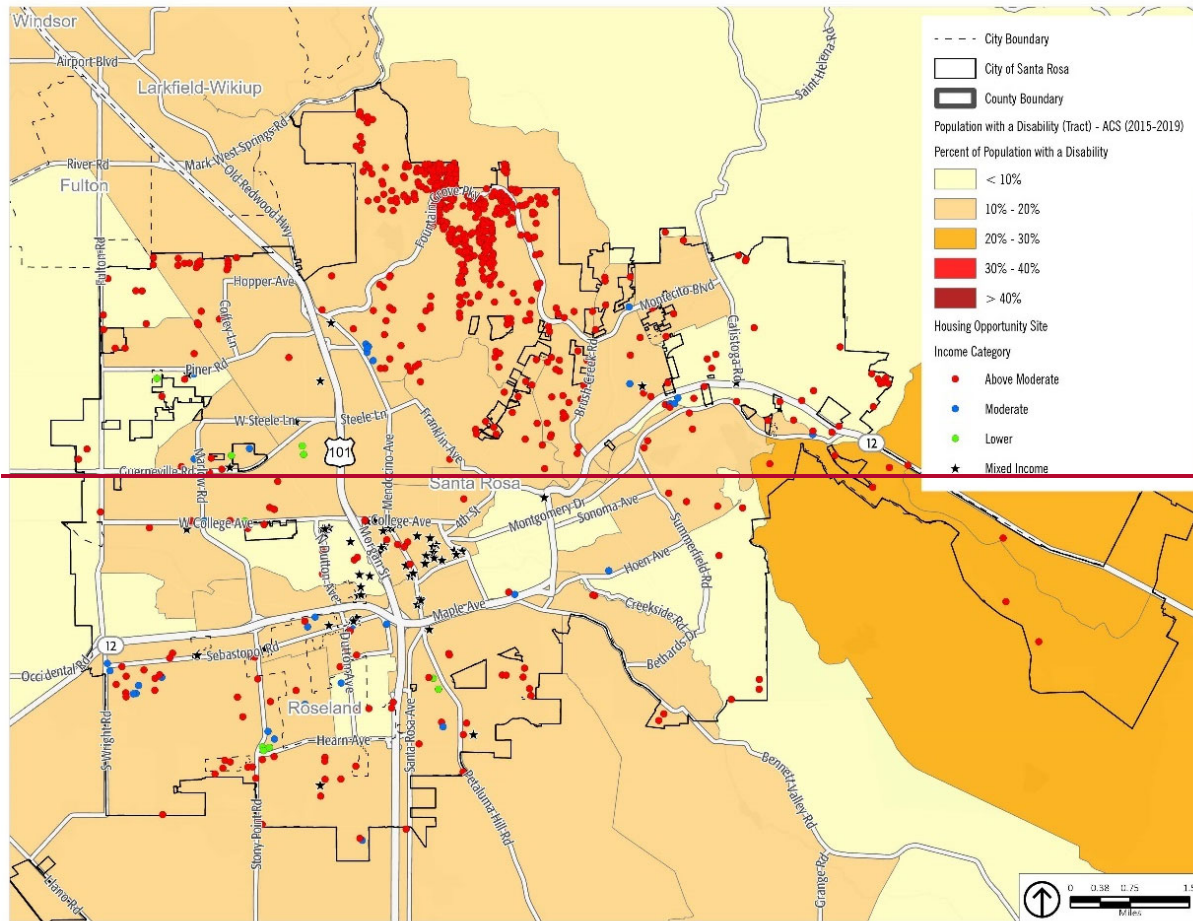 Windsor
Airport Blvd
Larkfield-Wikiup
Saint Helena Rd
River Rd
Mark West Springs Rd
Fulton
Old Redwood Hwy
Fountain Grove Pky
Fulton Rd
Hopper Ave
Coffey Ln
Montecito Blvd
Calistoga Rd
Piner Rd
Brush Creek Rd
W Steele Ln
Steele Ln
Franklin Ave
101
12
Guerneville Rd
Marlow Rd
Mendocino Ave
Santa Rosa
W College Ave
College Ave
4th St
Montgomery Dr
Sonoma Ave
N Dutton Ave
Morgan St
Summerfield Rd
Hoen Ave
Maple Ave
Creekside Rd
12
Occidental Rd
Sebastopol Rd
Dutton Ave
Bethards Dr
Roseland
S Wright Rd
Hearn Ave
Santa Rosa Ave
Stony Point Rd
Petaluma Hill Rd
Bennett Valley Rd
Grange Rd
Llano Rd
City Boundary
City of Santa Rosa
County Boundary
Population with a Disability (Tract) - ACS (2015-2019)
Percent of Population with a Disability
< 10%
10% - 20%
20% - 30%
30% - 40%
> 40%
Housing Opportunity Site
Income Category
Above Moderate
Moderate
Lower
Mixed Income
0 0.38 0.75 1.5
Miles